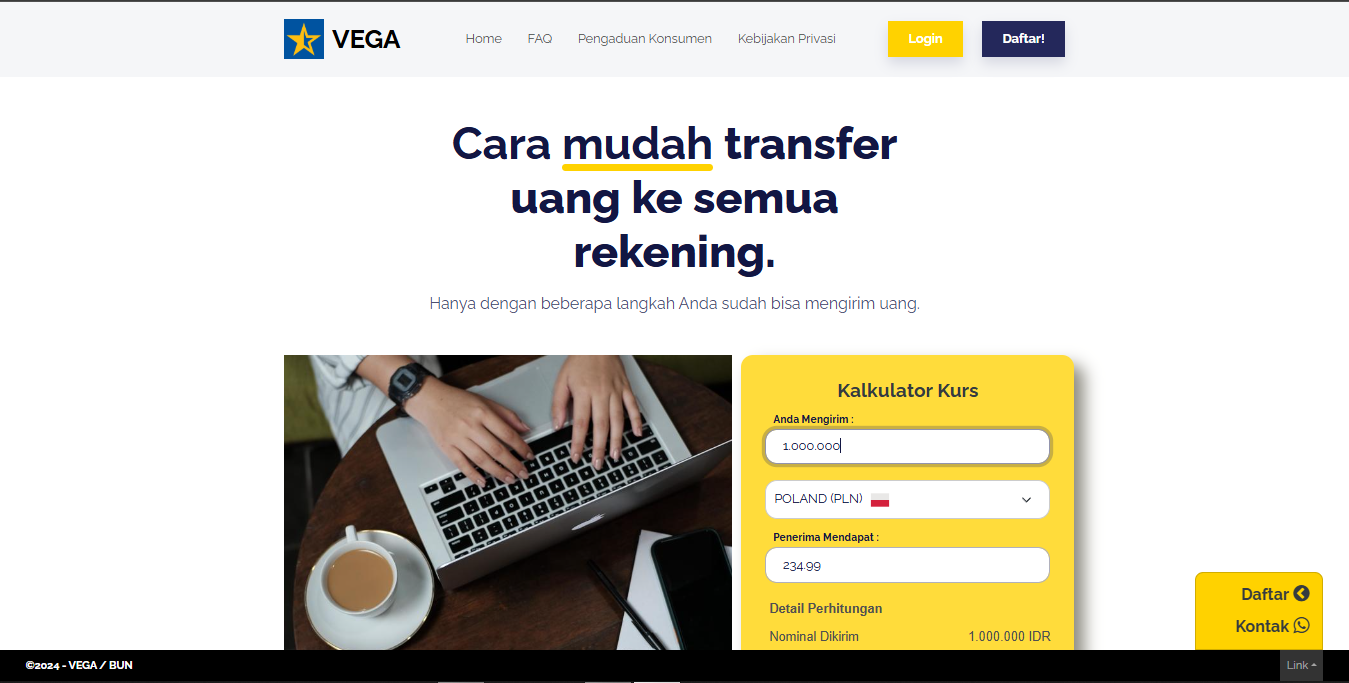 VEGA
Home
FAQ
Pengaduan Konsumen
Kebijakan Privasi
Login
Daftar!
Cara mudah transfer
uang ke semua
rekening.
Hanya dengan beberapa langkah Anda sudah bisa mengirim uang.
Kalkulator Kurs
Anda Mengirim :
1.000.000
POLAND (PLN)
Penerima Mendapat :
234.99
Detail Perhitungan
Nominal Dikirim 1.000.000 IDR
Daftar
Kontak
©2024 - VEGA / BUN
Link